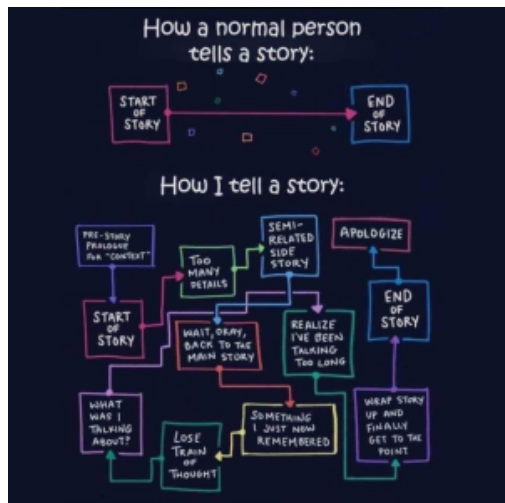 How a normal person
tells a story:
START
OF
STORY
END
OF
STORY
How I tell a story:
PRE-STORY
PROLOGUE
FOR "CONTEXT"
START
OF
STORY
TOO
MANY
DETAILS
SEMI-
RELATED
SIDE
STORY
WAIT, OKAY,
BACK TO THE
MAIN STORY
SOMETHING
I JUST NOW
REMEMBERED
LOSE
TRAIN
OF
THOUGHT
WHAT
WAS I
TALKING
ABOUT?
REALIZE
I'VE BEEN
TALKING
TOO LONG
WRAP STORY
UP AND
FINALLY
GET TO THE
POINT
END
OF
STORY
APOLOGIZE